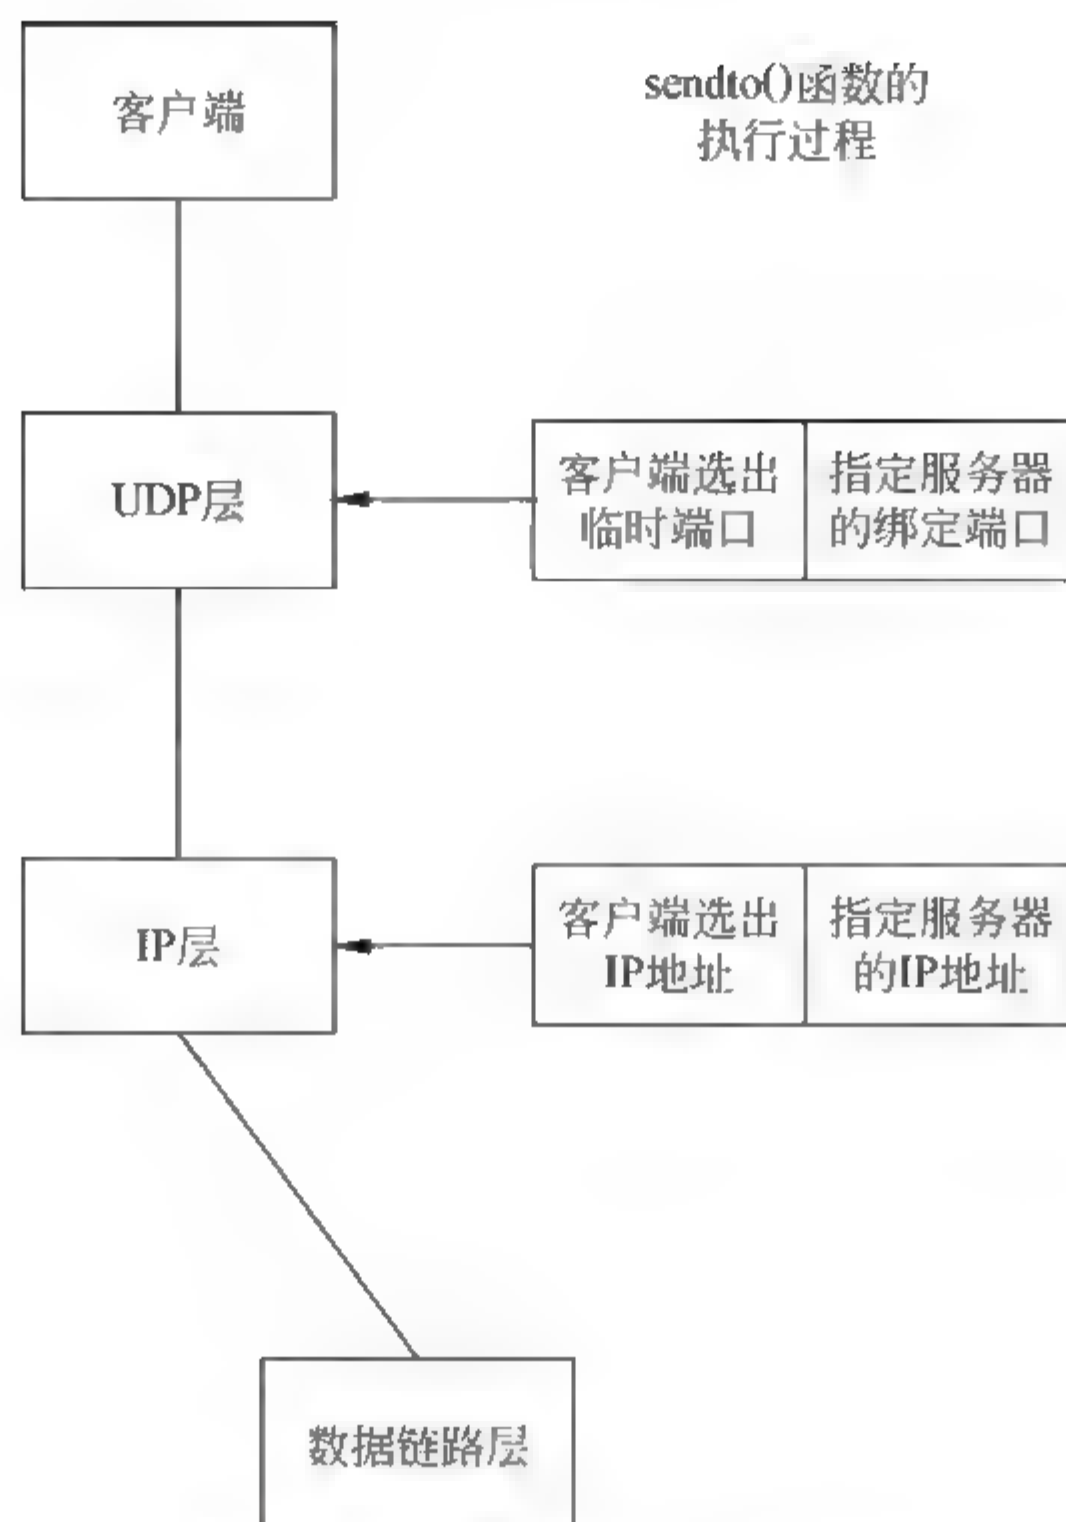 客户端
sendto()函数的
执行过程
UDP层
客户端选出
临时端口
指定服务器
的绑定端口
IP层
客户端选出
IP地址
指定服务器
的IP地址
数据链路层